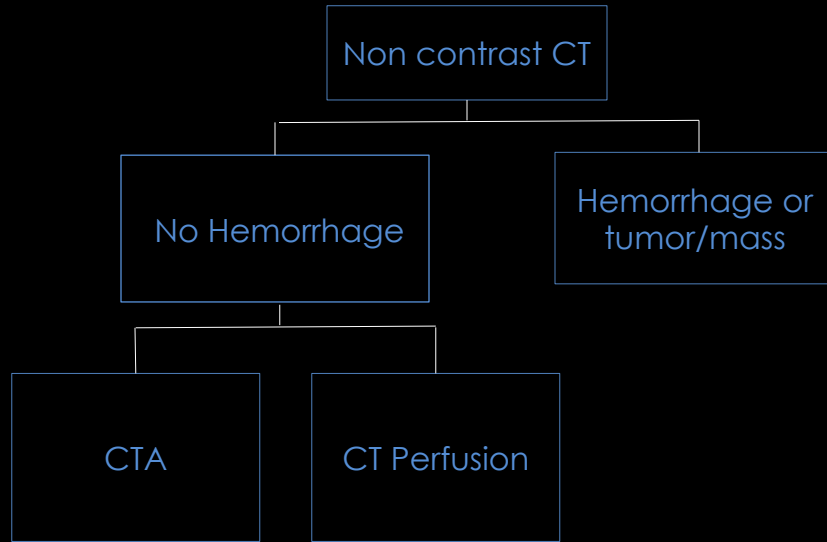 Non contrast CT
No Hemorrhage
Hemorrhage or
tumor/mass
CTA
CT Perfusion